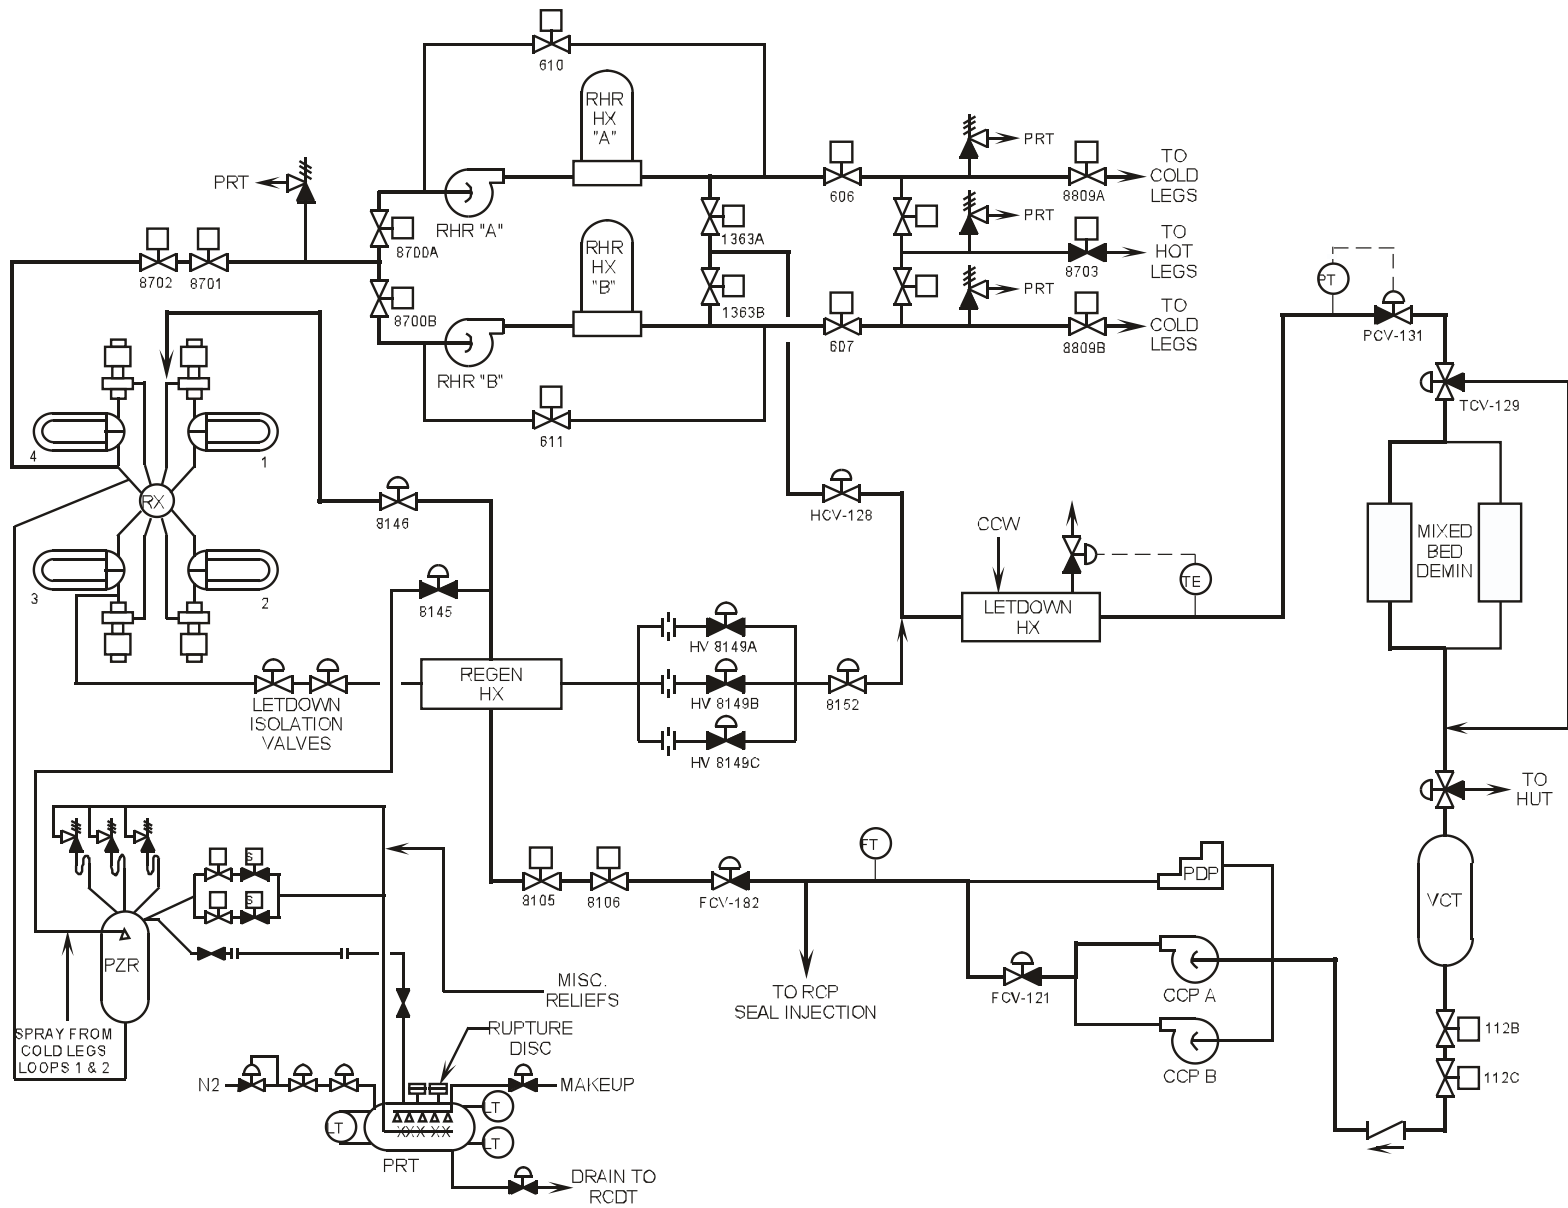 610
RHR
HX
"A"
PRT
RHR "A"
606
PRT
8809A
TO
COLD
LEGS
8702
8701
8700A
RHR
HX
"B"
1363A
PRT
8703
TO
HOT
LEGS
8700B
RHR "B"
1363B
607
PRT
8809B
TO
COLD
LEGS
PT
PCV-131
TCV-129
611
4
1
RX
3
2
8146
HCV-128
CCW
LETDOWN
HX
TE
MIXED
BED
DEMIN
8145
HV 8149A
REGEN
HX
HV 8149B
8152
HV 8149C
LETDOWN
ISOLATION
VALVES
TO
HUT
VCT
S
S
PZR
8105
8106
FCV-182
FT
PDP
TO RCP
SEAL INJECTION
FCV-121
CCP A
CCP B
112B
112C
MISC.
RELIEFS
RUPTURE
DISC
SPRAY FROM
COLD LEGS
LOOPS 1 & 2
N2
MAKEUP
LT
LT
LT
XXX XX
PRT
DRAIN TO
RCDT